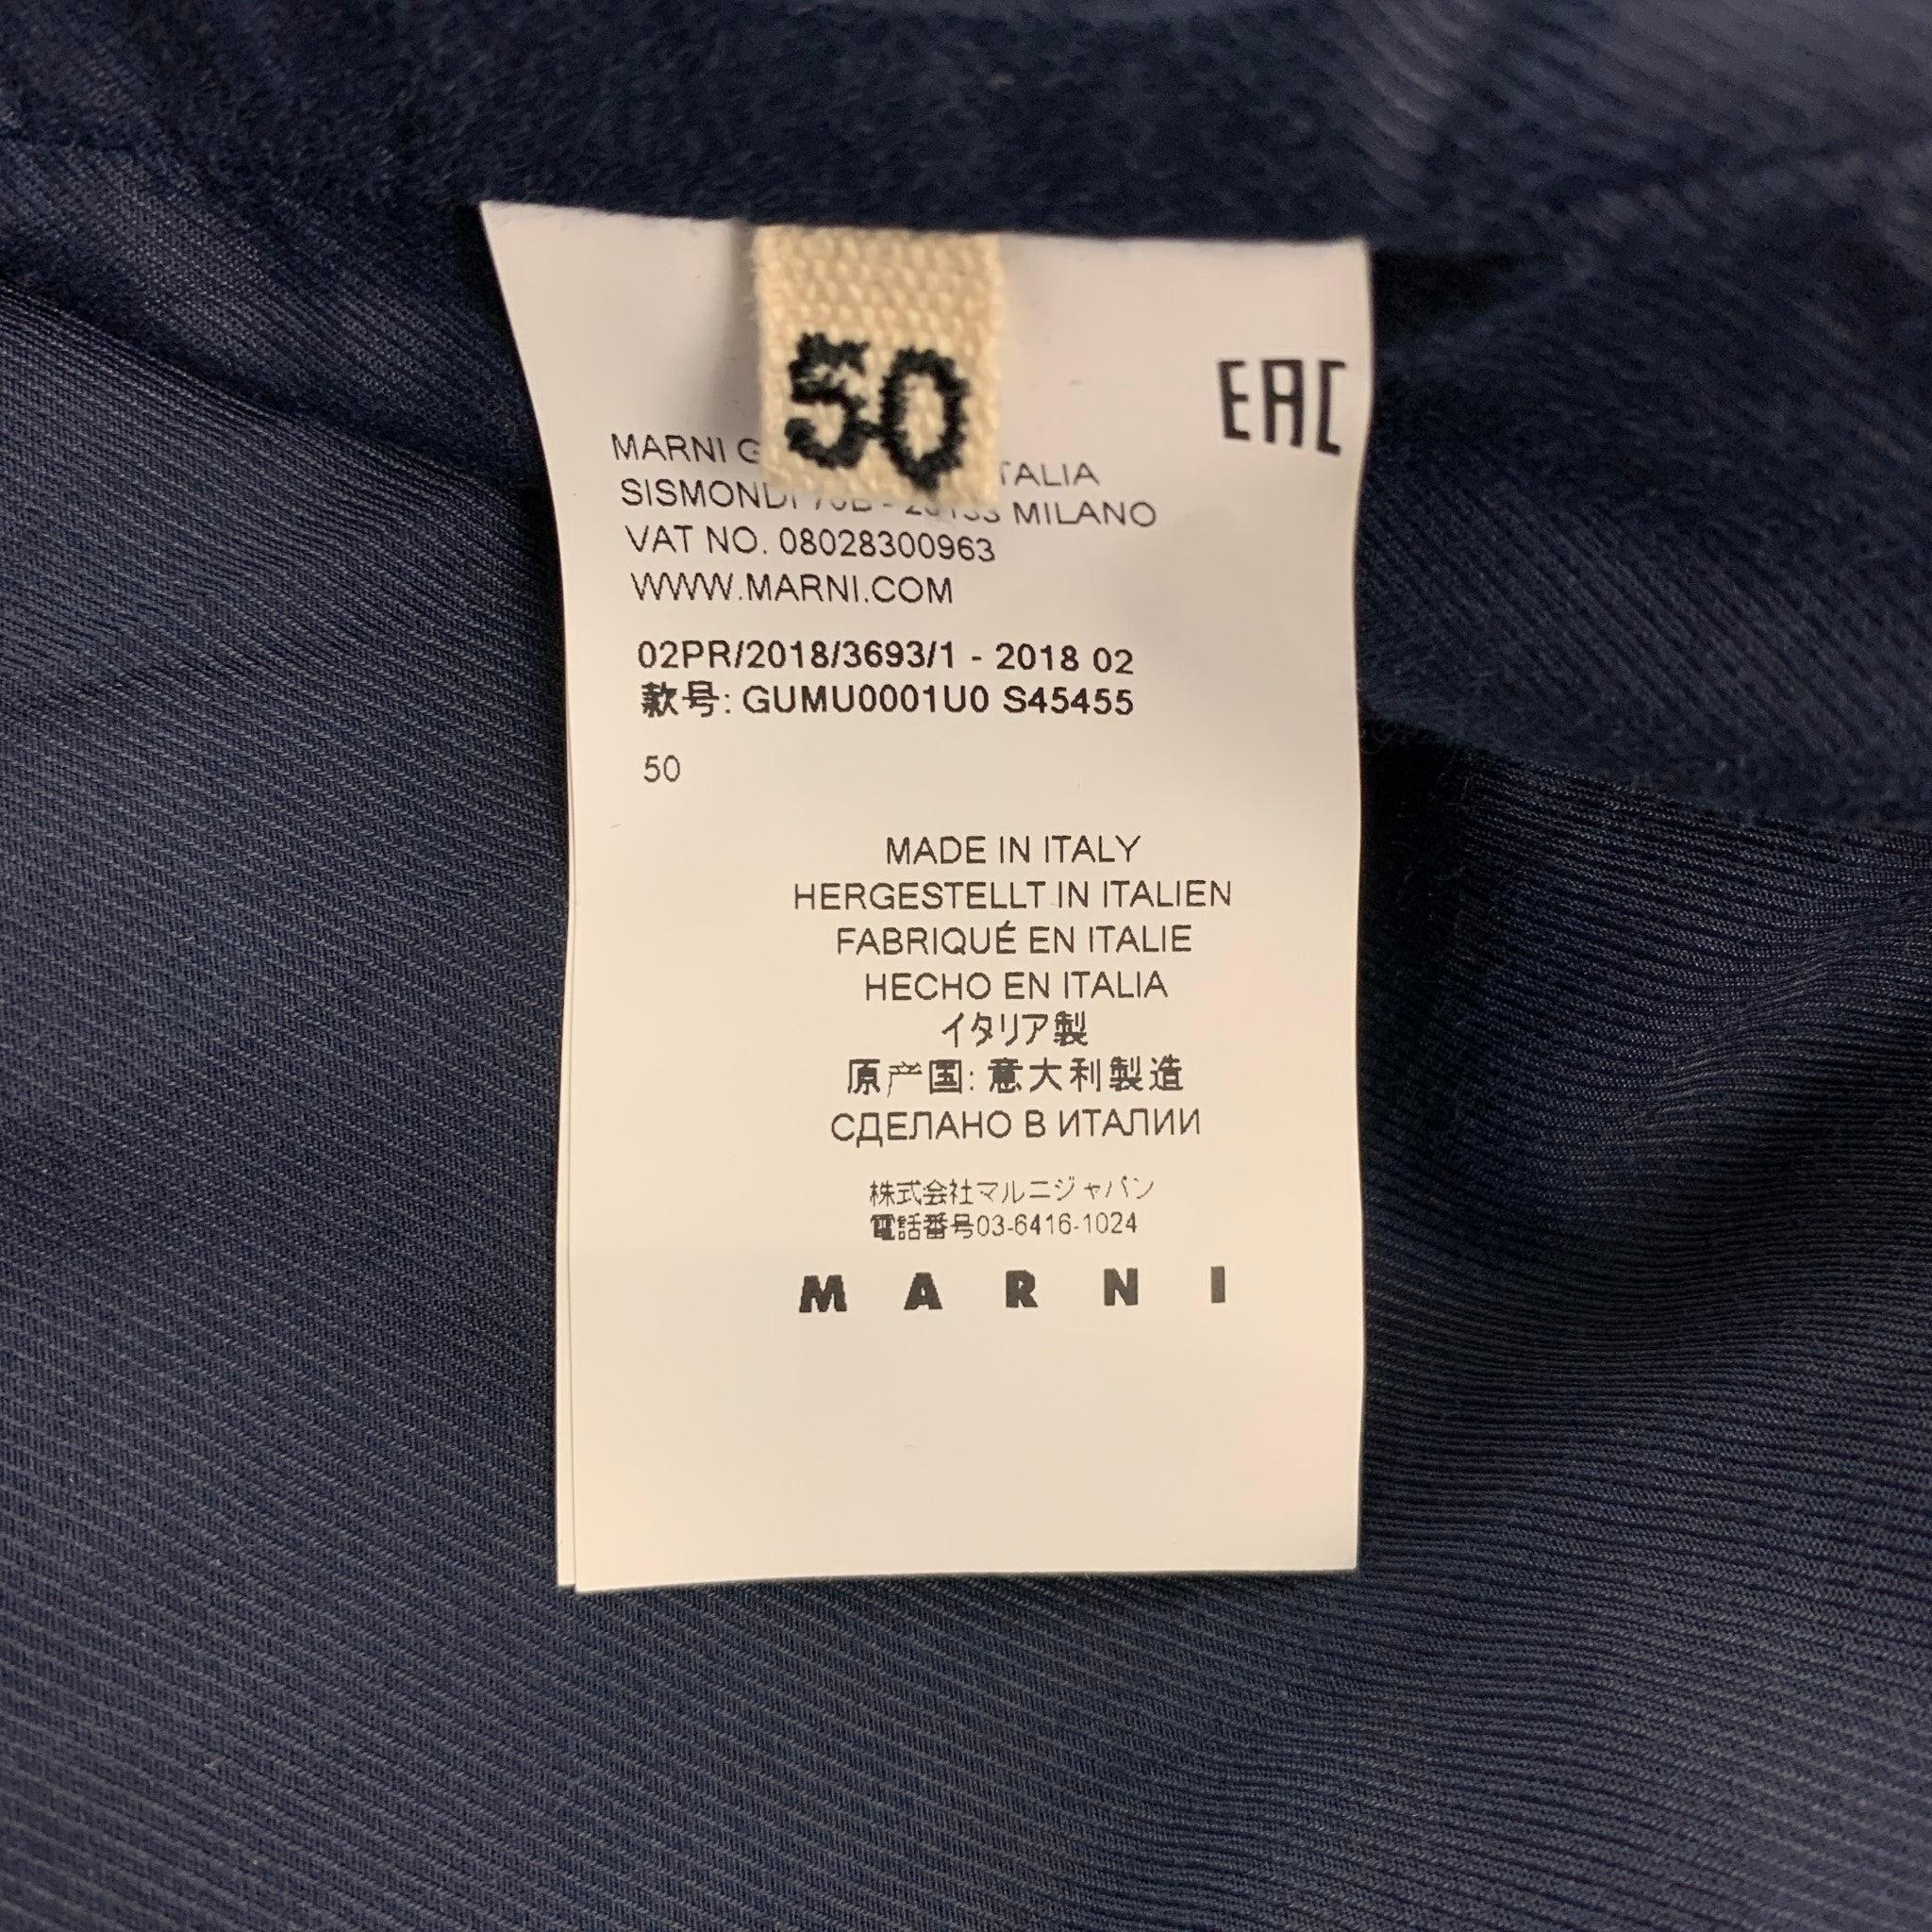 50
EAC
MARNI
ITALIA
SISMONDI MILANO
VAT NO. 08028300963
WWW.MARNI.COM
02PR/2018/3693/1 - 2018 02
款号: GUMU0001U0 S45455
50
MADE IN ITALY
HERGESTELLT IN ITALIEN
FABRIQUÉ EN ITALIE
HECHO EN ITALIA
イタリア製
原产国: 意大利製造
СДЕЛАНО В ИТАЛИИ
株式会社マルニジャパン
電話番号03-6416-1024
MARNI